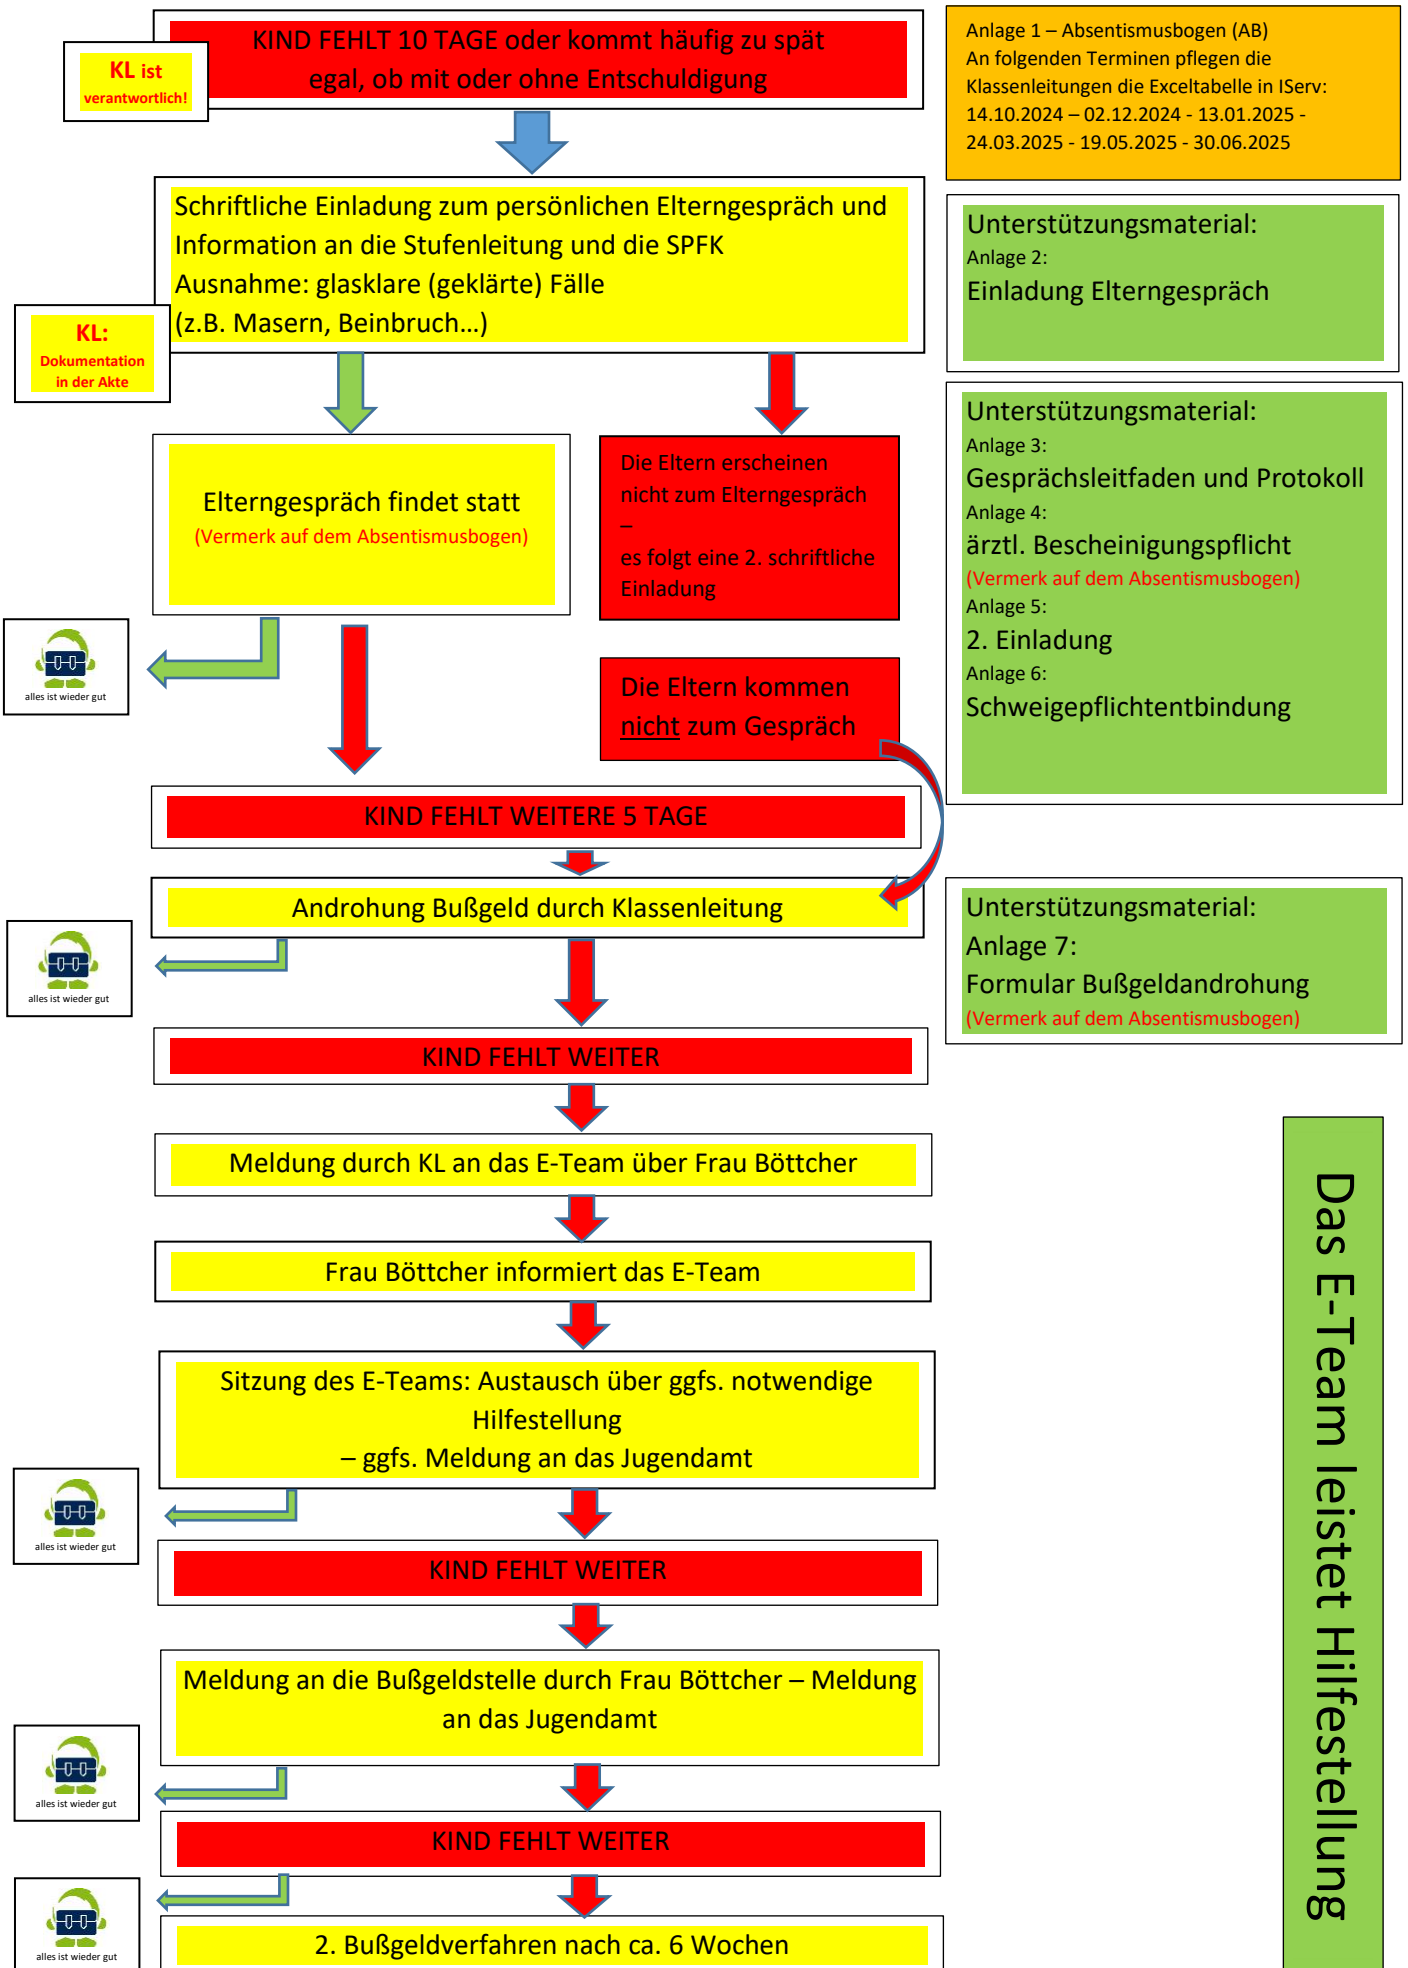 KIND FEHLT 10 TAGE oder kommt häufig zu spät
egal, ob mit oder ohne Entschuldigung
KL ist
verantwortlich!
Anlage 1 – Absentismusbogen (AB)
An folgenden Terminen pflegen die
Klassenleitungen die Exceltabelle in IServ:
14.10.2024 – 02.12.2024 - 13.01.2025 -
24.03.2025 - 19.05.2025 - 30.06.2025
Schriftliche Einladung zum persönlichen Elterngespräch und
Information an die Stufenleitung und die SPFK
Ausnahme: glasklare (geklärte) Fälle
(z.B. Masern, Beinbruch…)
KL:
Dokumentation
in der Akte
Unterstützungsmaterial:
Anlage 2:
Einladung Elterngespräch
Elterngespräch findet statt
(Vermerk auf dem Absentismusbogen)
Die Eltern erscheinen
nicht zum Elterngespräch
–
es folgt eine 2. schriftliche
Einladung
Unterstützungsmaterial:
Anlage 3:
Gesprächsleitfaden und Protokoll
Anlage 4:
ärztl. Bescheinigungspflicht
(Vermerk auf dem Absentismusbogen)
Anlage 5:
2. Einladung
Anlage 6:
Schweigepflichtentbindung
alles ist wieder gut
Die Eltern kommen
nicht zum Gespräch
KIND FEHLT WEITERE 5 TAGE
Androhung Bußgeld durch Klassenleitung
alles ist wieder gut
Unterstützungsmaterial:
Anlage 7:
Formular Bußgeldandrohung
(Vermerk auf dem Absentismusbogen)
KIND FEHLT WEITER
Meldung durch KL an das E-Team über Frau Böttcher
Frau Böttcher informiert das E-Team
Sitzung des E-Teams: Austausch über ggfs. notwendige
Hilfestellung
– ggfs. Meldung an das Jugendamt
alles ist wieder gut
KIND FEHLT WEITER
Meldung an die Bußgeldstelle durch Frau Böttcher – Meldung
an das Jugendamt
alles ist wieder gut
KIND FEHLT WEITER
alles ist wieder gut
2. Bußgeldverfahren nach ca. 6 Wochen
Das E-Team leistet Hilfestellung